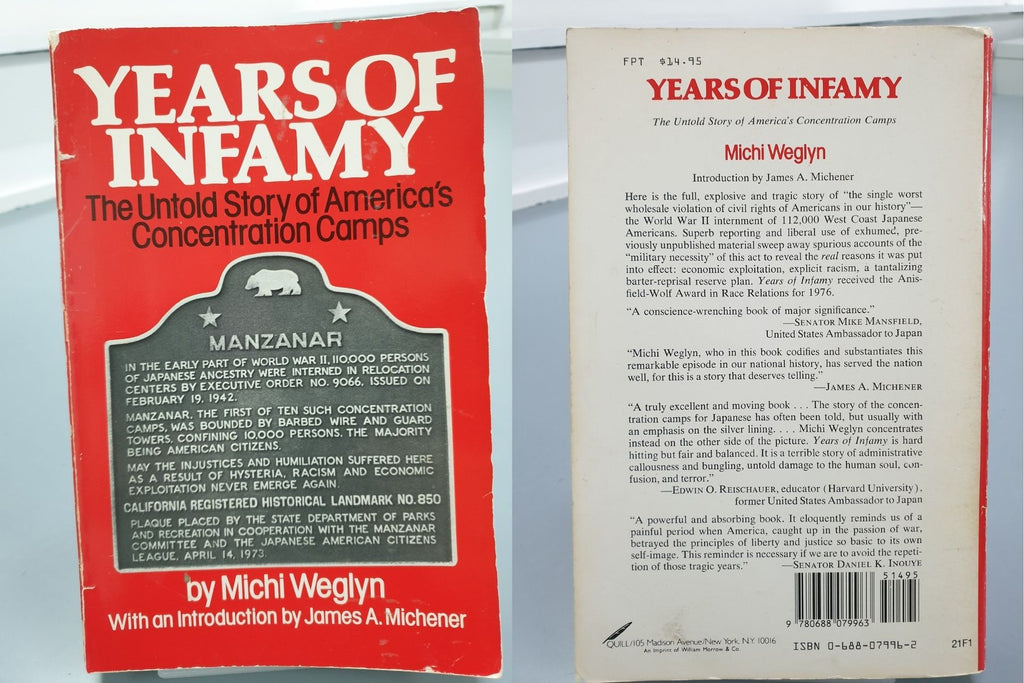 YEARS OF
INFAMY
The Untold Story of America's
Concentration Camps
MANZANAR
IN THE EARLY PART OF WORLD WAR II, 110,000 PERSONS
OF JAPANESE ANCESTRY WERE INTERNED IN RELOCATION
CENTERS BY EXECUTIVE ORDER NO. 9066, ISSUED ON
FEBRUARY 19, 1942.
MANZANAR, THE FIRST OF TEN SUCH CONCENTRATION
CAMPS, WAS BOUNDED BY BARBED WIRE AND GUARD
TOWERS, CONFINING 10,000 PERSONS, THE MAJORITY
BEING AMERICAN CITIZENS.
MAY THE INJUSTICES AND HUMILIATION SUFFERED HERE
AS A RESULT OF HYSTERIA, RACISM AND ECONOMIC
EXPLOITATION NEVER EMERGE AGAIN.
CALIFORNIA REGISTERED HISTORICAL LANDMARK NO. 850
PLAQUE PLACED BY THE STATE DEPARTMENT OF PARKS
AND RECREATION IN COOPERATION WITH THE MANZANAR
COMMITTEE AND THE JAPANESE AMERICAN CITIZENS
LEAGUE, APRIL 14, 1973.
by Michi Weglyn
With an Introduction by James A. Michener
FPT $14.95
YEARS OF INFAMY
The Untold Story of America's Concentration Camps
Michi Weglyn
Introduction by James A. Michener
Here is the full, explosive and tragic story of "the single worst
wholesale violation of civil rights of Americans in our history"—
the World War II internment of 112,000 West Coast Japanese
Americans. Superb reporting and liberal use of exhumed, pre-
viously unpublished material sweep away spurious accounts of the
"military necessity" of this act to reveal the real reasons it was put
into effect: economic exploitation, explicit racism, a tantalizing
barter-reprisal reserve plan. Years of Infamy received the Anis-
field-Wolf Award in Race Relations for 1976.
"A conscience-wrenching book of major significance."
—SENATOR MIKE MANSFIELD,
United States Ambassador to Japan
"Michi Weglyn, who in this book codifies and substantiates this
remarkable episode in our national history, has served the nation
well, for this is a story that deserves telling."
—JAMES A. MICHENER
"A truly excellent and moving book . . . The story of the concen-
tration camps for Japanese has often been told, but usually with
an emphasis on the silver lining. . . . Michi Weglyn concentrates
instead on the other side of the picture. Years of Infamy is hard
hitting but fair and balanced. It is a terrible story of administrative
callousness and bungling, untold damage to the human soul, con-
fusion, and terror."
—EDWIN O. REISCHAUER, educator (Harvard University),
former United States Ambassador to Japan
"A powerful and absorbing book. It eloquently reminds us of a
painful period when America, caught up in the passion of war,
betrayed the principles of liberty and justice so basic to its own
self-image. This reminder is necessary if we are to avoid the repeti-
tion of those tragic years." —SENATOR DANIEL K. INOUYE
51495
9 780688 079963
QUILL/105 Madison Avenue/New York, N.Y. 10016
An Imprint of William Morrow & Co.
ISBN 0-688-07996-2
21F1